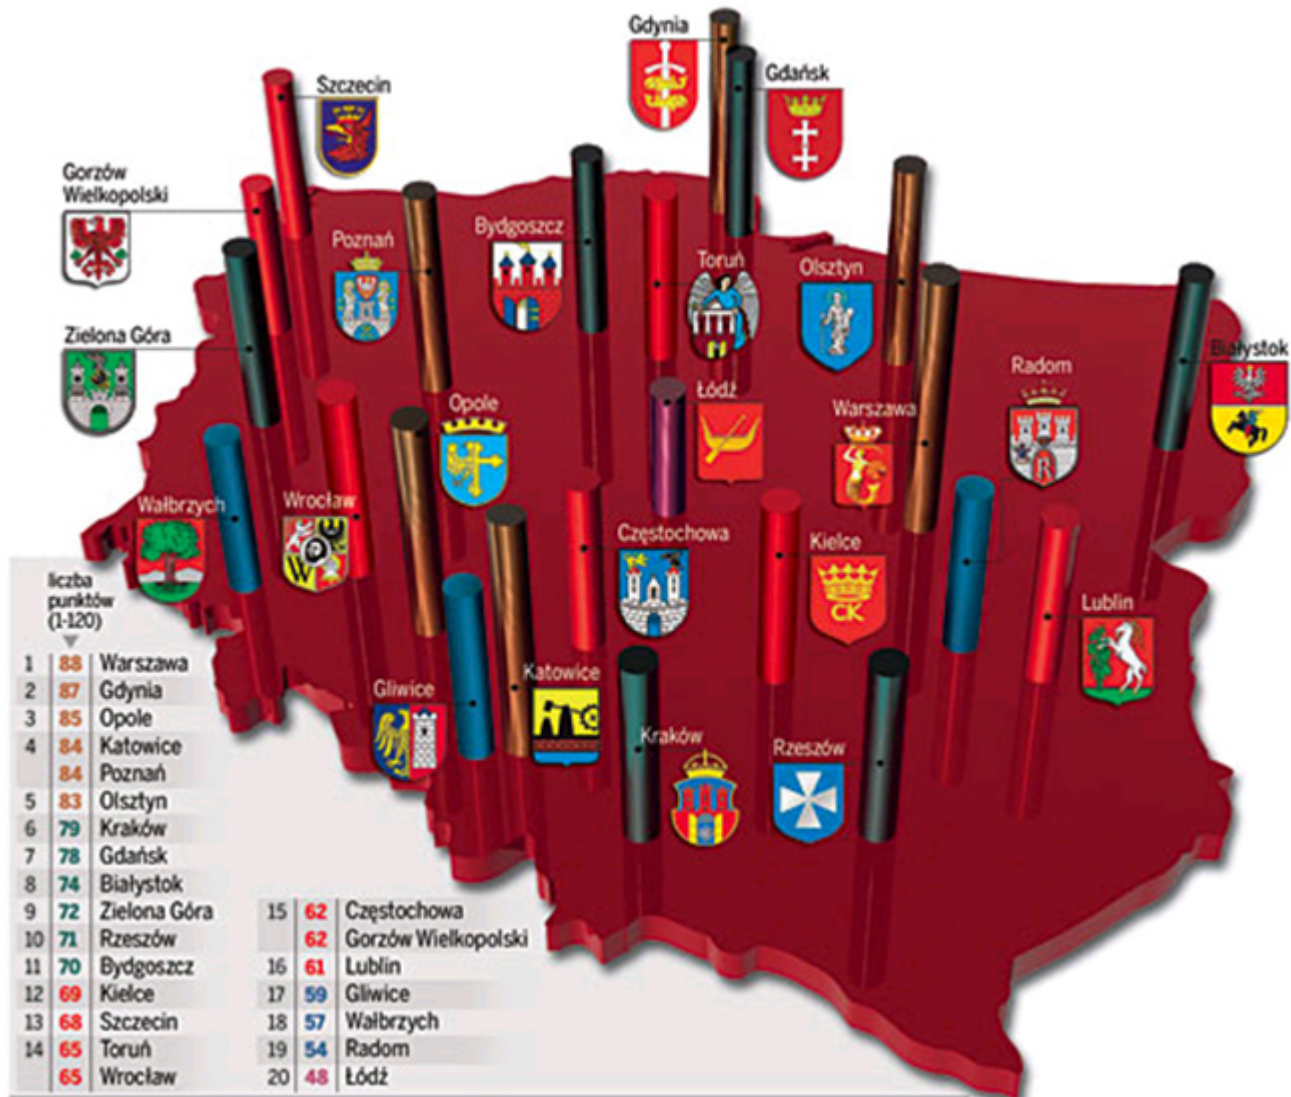 Gdynia
Szczecin
Gdańsk
Gorzów
Wielkopolski
Poznań
Bydgoszcz
Toruń
Olsztyn
Zielona Góra
Białystok
Radom
Łódź
Opole
Warszawa
Wałbrzych
Wrocław
Częstochowa
Kielce
CK
R
W
Lublin
Gliwice
Katowice
Kraków
Rzeszów
liczba
punktów
(1-120)
1 88 Warszawa
2 87 Gdynia
3 85 Opole
4 84 Katowice
84 Poznań
5 83 Olsztyn
6 79 Kraków
7 78 Gdańsk
8 74 Białystok
9 72 Zielona Góra
10 71 Rzeszów
11 70 Bydgoszcz
12 69 Kielce
13 68 Szczecin
14 65 Toruń
65 Wrocław
15 62 Częstochowa
62 Gorzów Wielkopolski
16 61 Lublin
17 59 Gliwice
18 57 Wałbrzych
19 54 Radom
20 48 Łódź